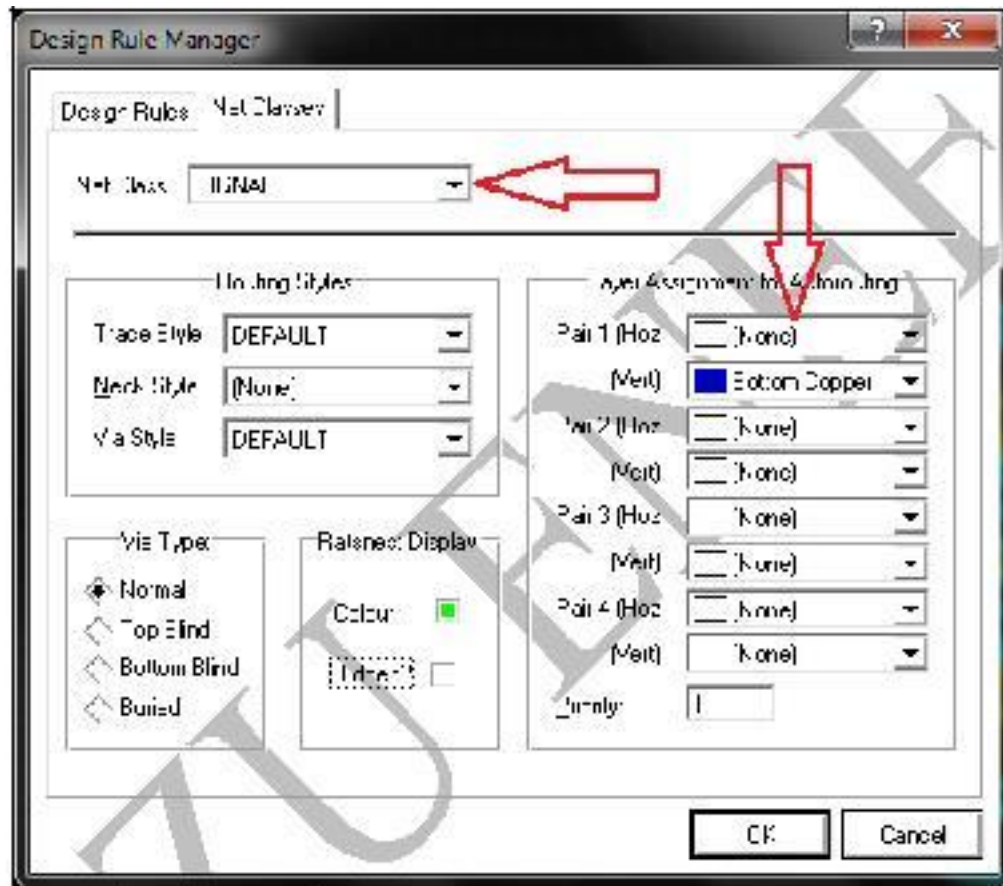 Design Rule Manager
? X
Design Rules Net Classes
Net Class
Routing Styles
Trace Style DEFAULT
Neck Style (None)
Via Style DEFAULT
Via Type:
Normal
Top Blind
Bottom Blind
Buried
Ratsnest Display
Colour
Layer Assignment for Autorouting
Pair 1 (Hoz (None)
(Vert) Bottom Copper
Pair 2 (Hoz (None)
(Vert) (None)
Pair 3 (Hoz (None)
(Vert) (None)
Pair 4 (Hoz (None)
(Vert) (None)
OK Cancel